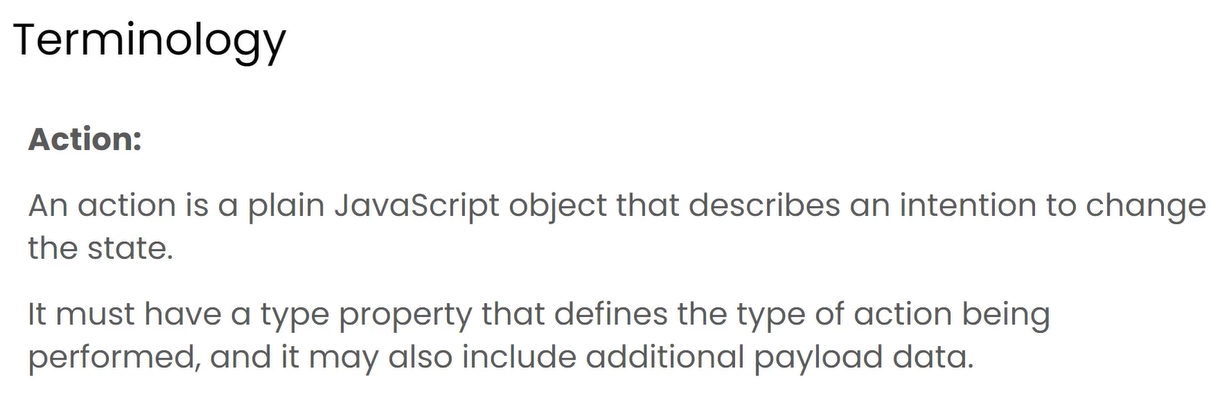 Terminology
Action:
An action is a plain JavaScript object that describes an intention to change
the state.
It must have a type property that defines the type of action being
performed, and it may also include additional payload data.